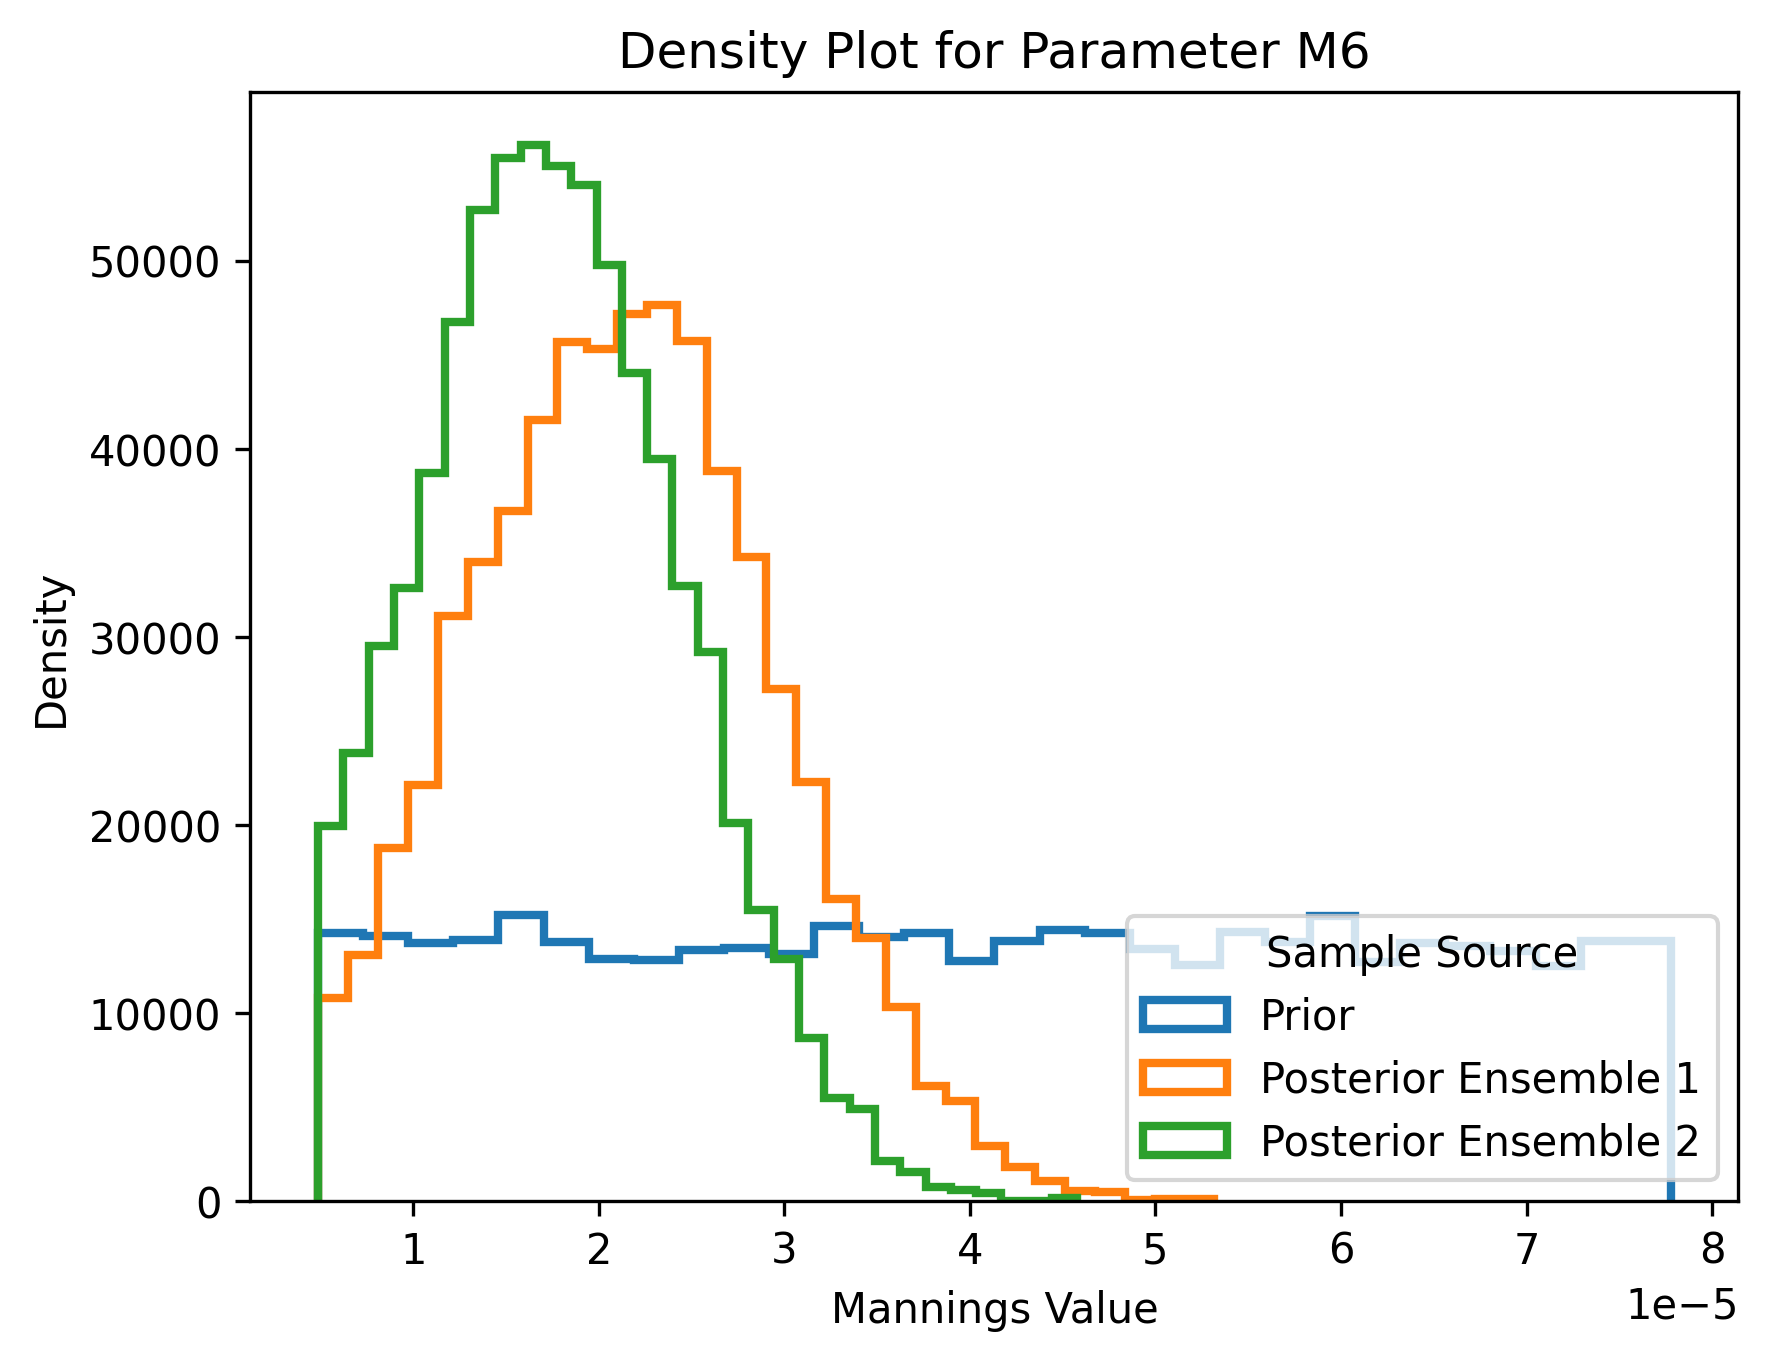 Density Plot for Parameter M6
Density
50000
40000
30000
20000
10000
0
Sample Source
Prior
Posterior Ensemble 1
Posterior Ensemble 2
1 2 3 4 5 6 7 8
1e−5
Mannings Value